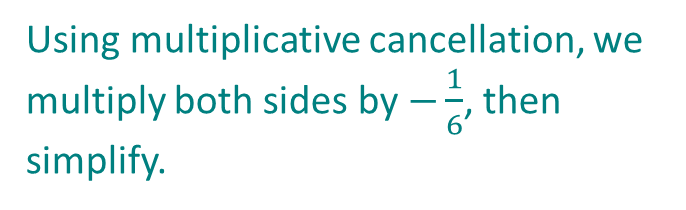 Using multiplicative cancellation, we
multiply both sides by −1/6, then
simplify.